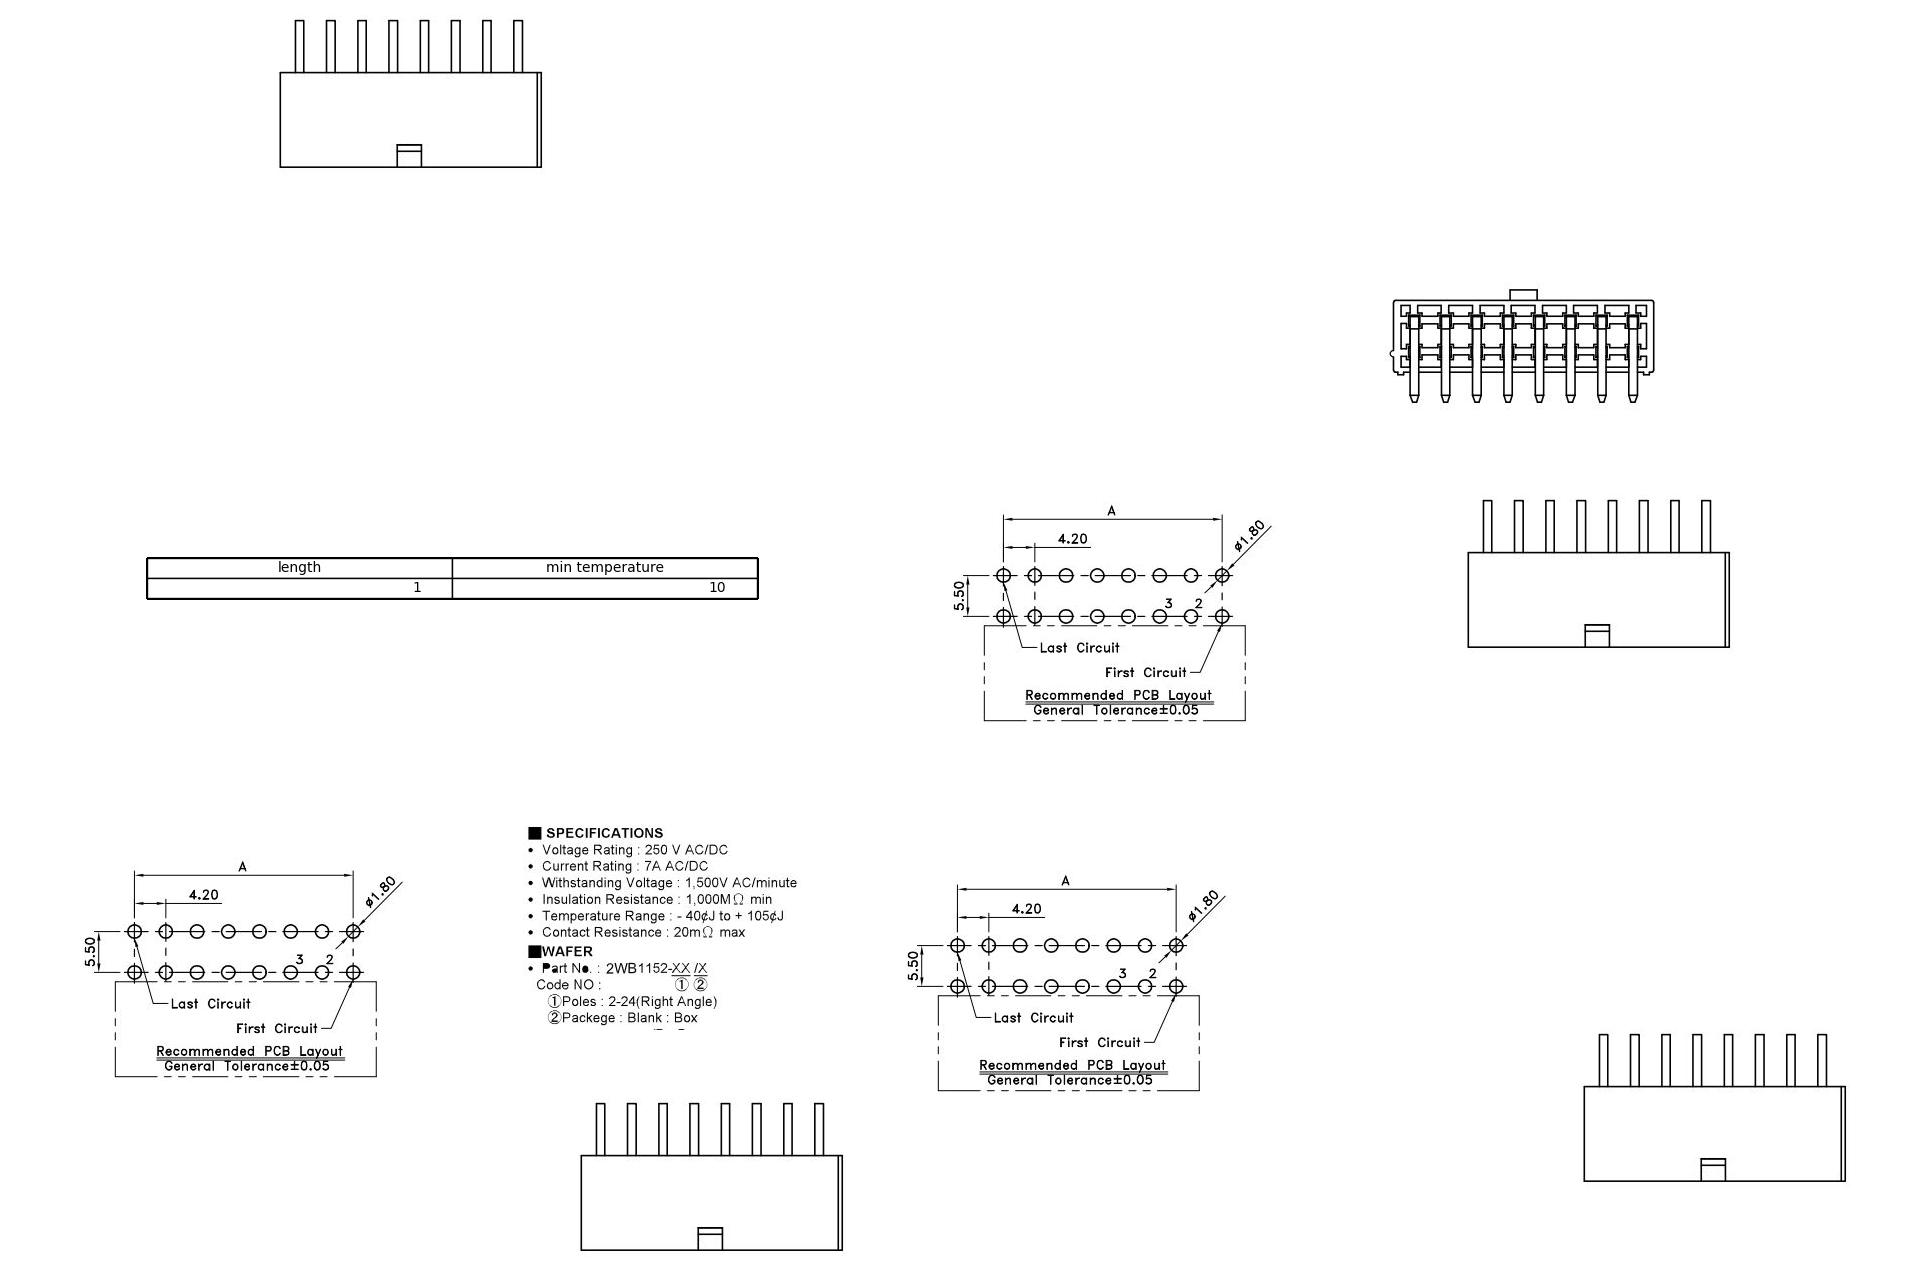 length min temperature
1 10
A
4.20
ø1.80
5.50
3 2
Last Circuit
First Circuit
Recommended PCB Layout
General Tolerance±0.05
A
4.20
ø1.80
5.50
3 2
Last Circuit
First Circuit
Recommended PCB Layout
General Tolerance±0.05
■ SPECIFICATIONS
• Voltage Rating : 250 V AC/DC
• Current Rating : 7A AC/DC
• Withstanding Voltage : 1,500V AC/minute
• Insulation Resistance : 1,000MΩ min
• Temperature Range : - 40¢J to + 105¢J
• Contact Resistance : 20mΩ max
■WAFER
• Part No. : 2WB1152-XX /X
Code NO : ① ②
①Poles : 2-24(Right Angle)
②Packege : Blank : Box
A
4.20
ø1.80
5.50
3 2
Last Circuit
First Circuit
Recommended PCB Layout
General Tolerance±0.05